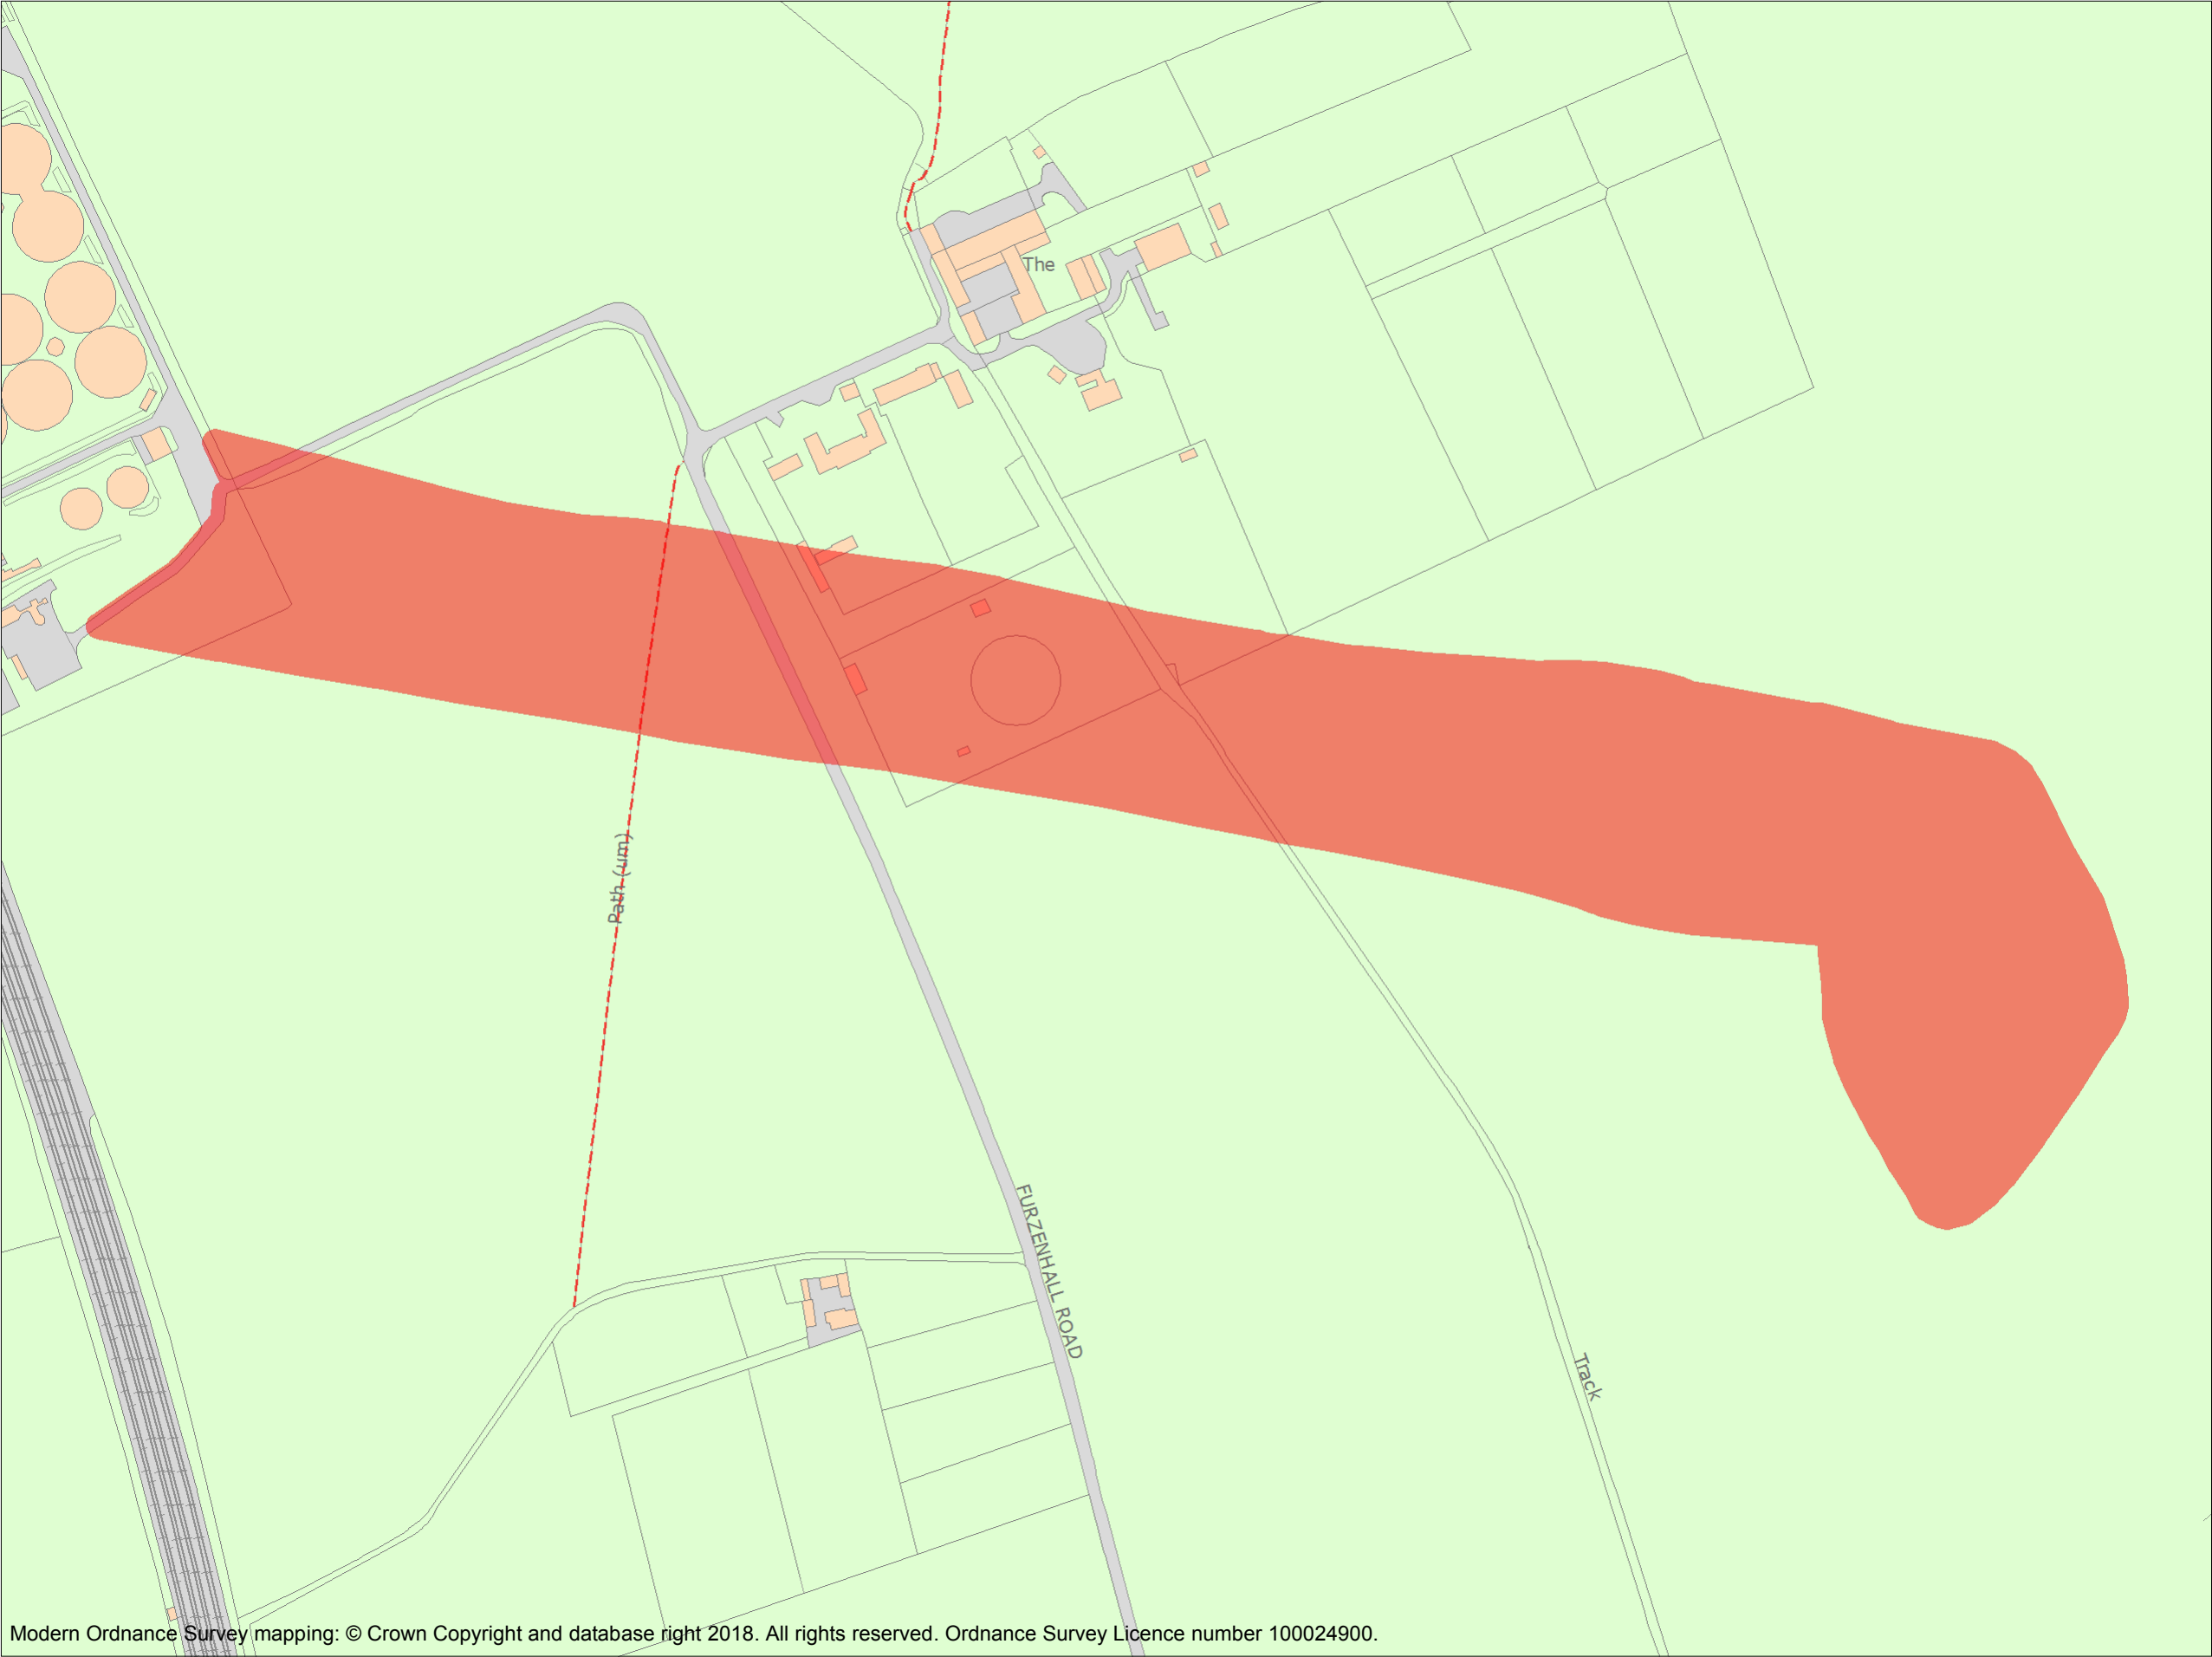 The
Path (um)
FURZENHALL ROAD
Track
Modern Ordnance Survey mapping: © Crown Copyright and database right 2018. All rights reserved. Ordnance Survey Licence number 100024900.